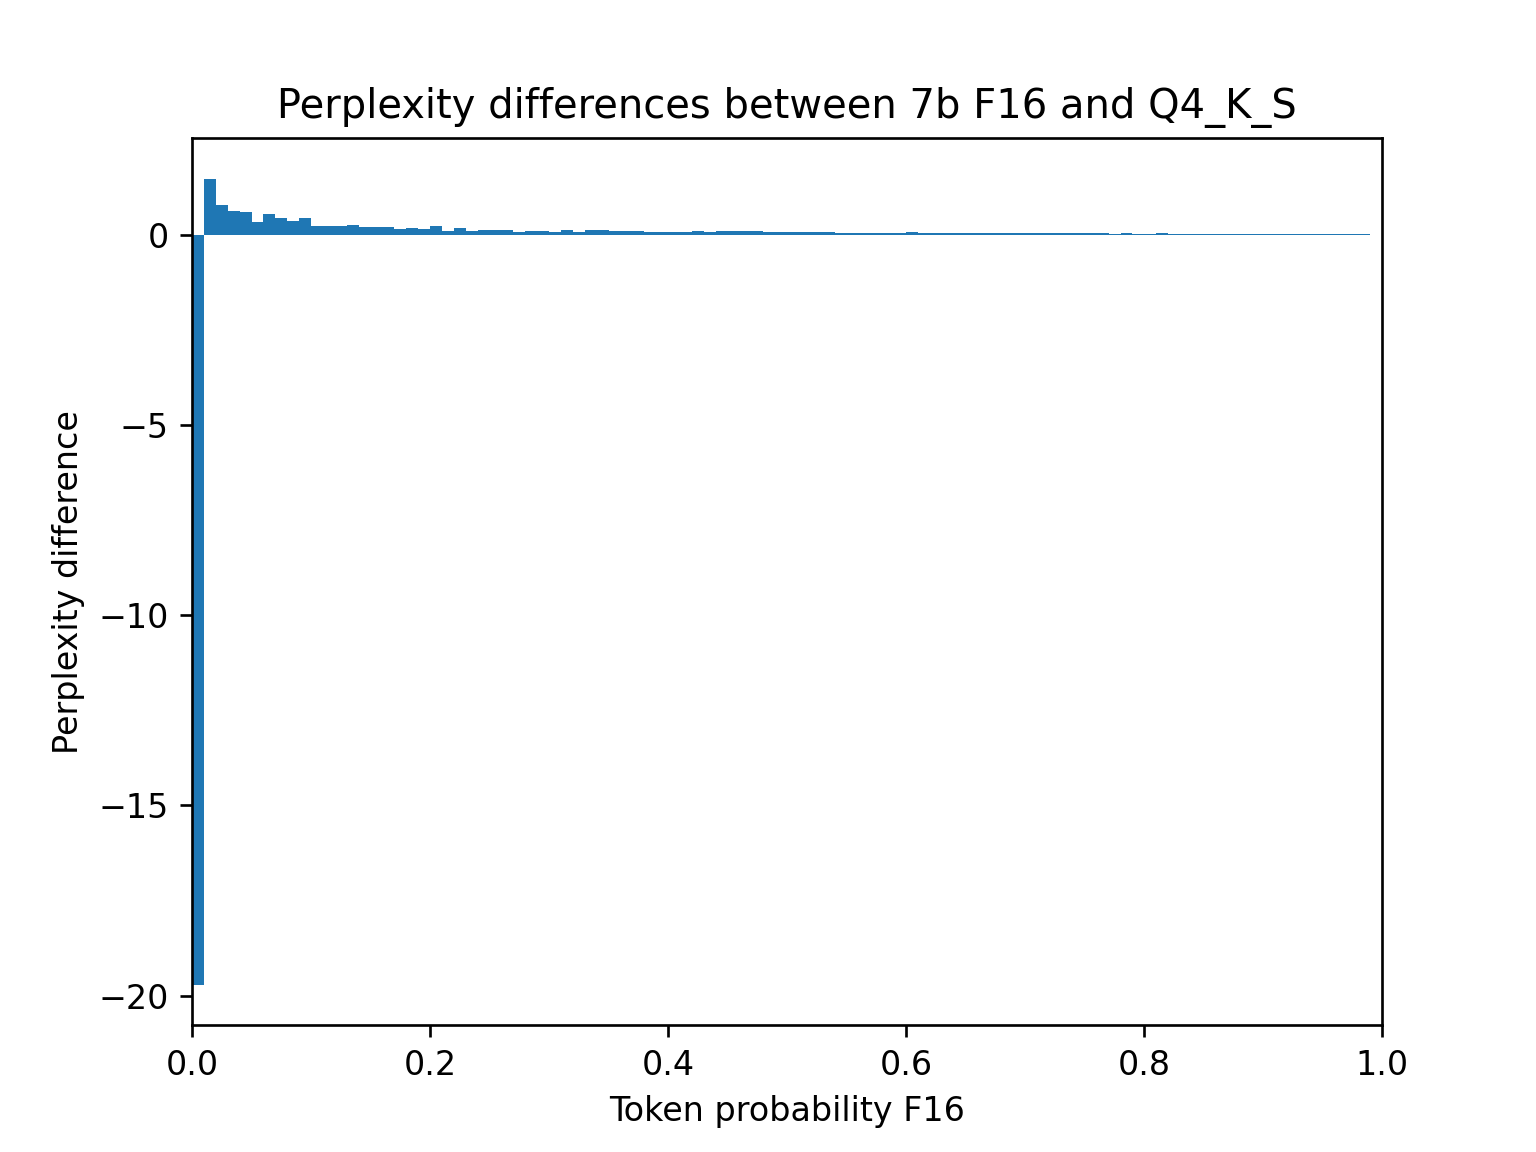 Perplexity differences between 7b F16 and Q4_K_S
Perplexity difference
0
−5
−10
−15
−20
0.0 0.2 0.4 0.6 0.8 1.0
Token probability F16